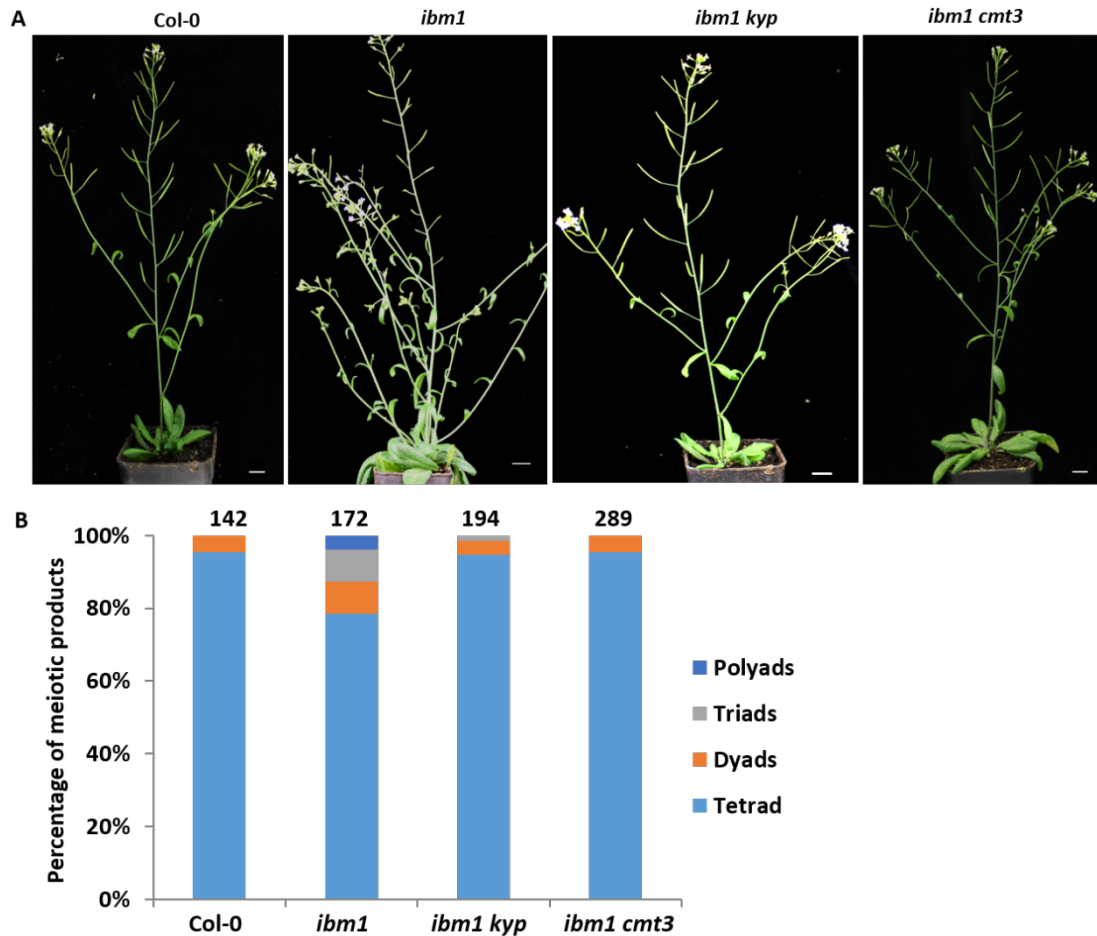 A
Col-0
ibm1
ibm1 kyp
ibm1 cmt3
B
142
172
194
289
Percentage of meiotic products
100%
80%
60%
40%
20%
0%
Polyads
Triads
Dyads
Tetrad
Col-0
ibm1
ibm1 kyp
ibm1 cmt3